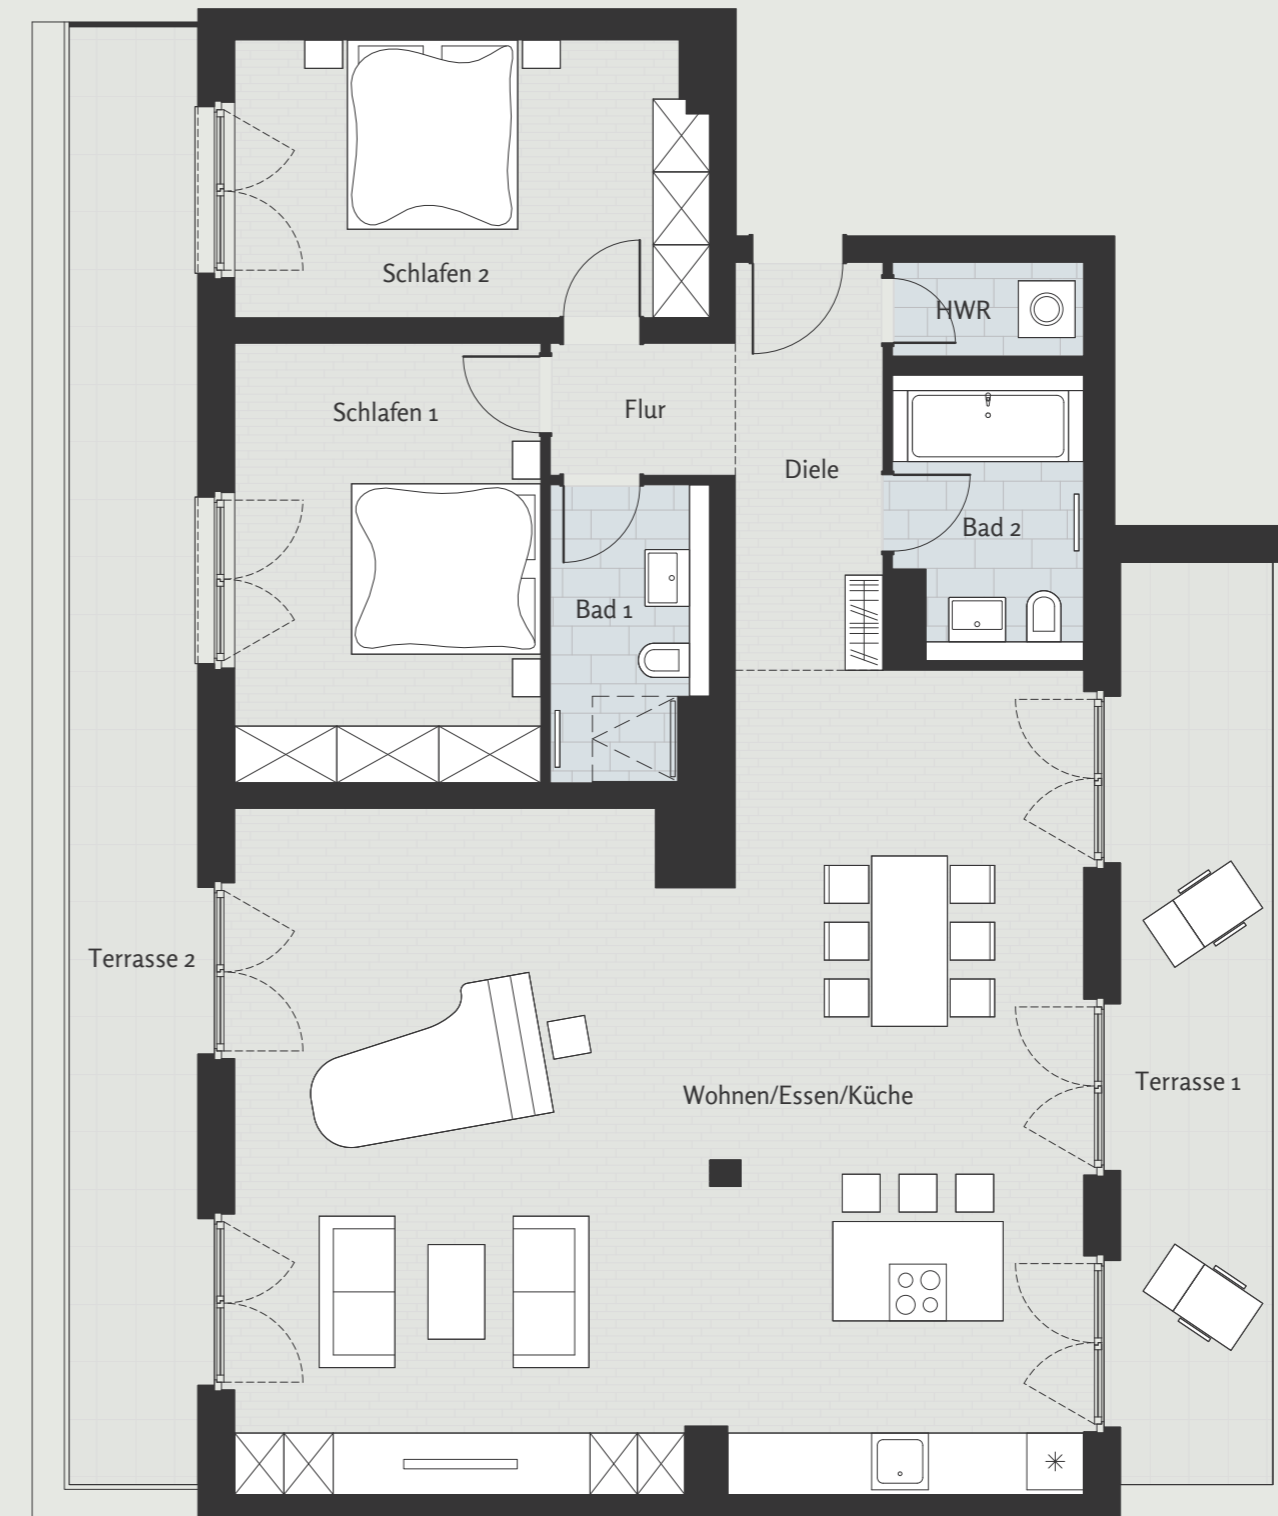 Schlafen 2
HWR
Schlafen 1
Flur
Diele
Bad 2
Bad 1
Terrasse 2
Terrasse 1
Wohnen/Essen/Küche